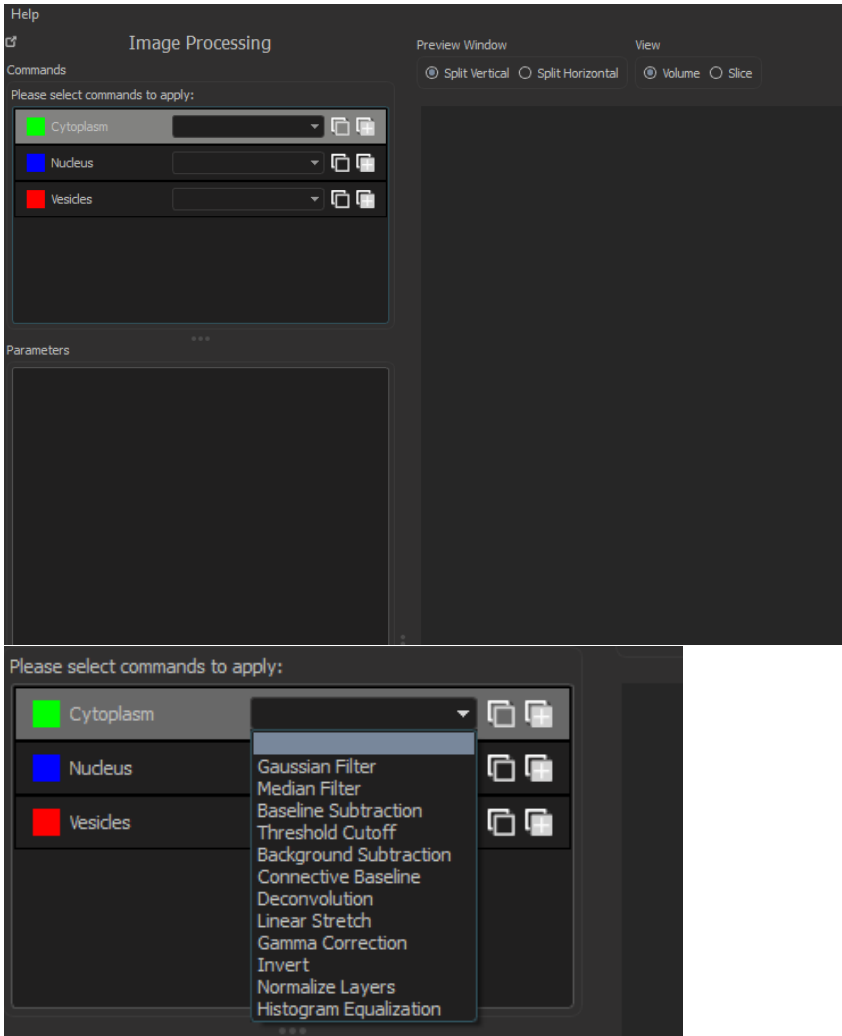 Help
Image Processing
Commands
Please select commands to apply:
Cytoplasm
Nucleus
Vesicles
Parameters
Preview Window
Split Vertical Split Horizontal
View
Volume Slice
Please select commands to apply:
Cytoplasm
Nucleus
Vesicles
Gaussian Filter
Median Filter
Baseline Subtraction
Threshold Cutoff
Background Subtraction
Connective Baseline
Deconvolution
Linear Stretch
Gamma Correction
Invert
Normalize Layers
Histogram Equalization